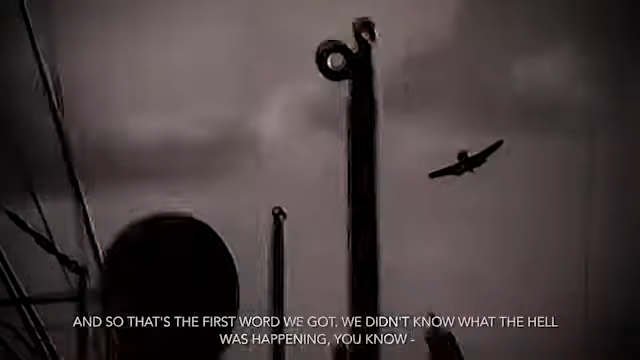 AND SO THAT'S THE FIRST WORD WE GOT. WE DIDN'T KNOW WHAT THE HELL
WAS HAPPENING, YOU KNOW -